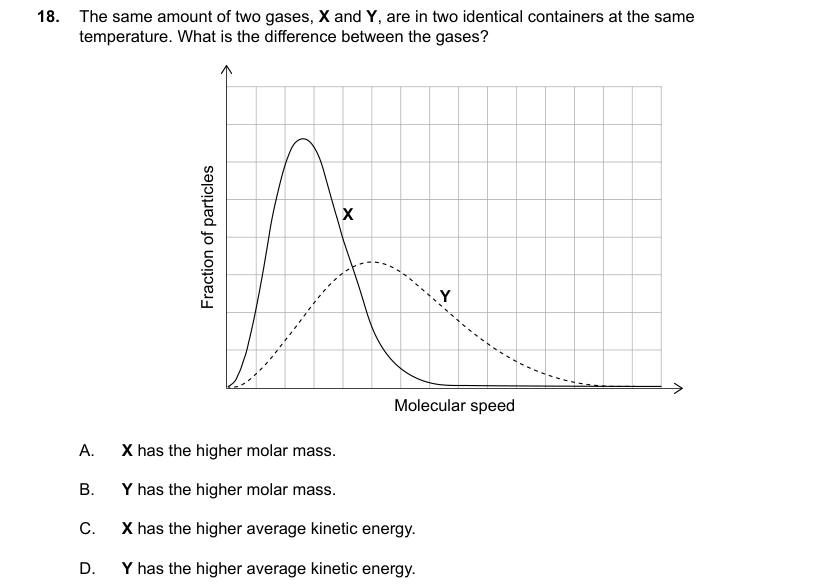 18. The same amount of two gases, X and Y, are in two identical containers at the same
temperature. What is the difference between the gases?
Fraction of particles
X
Y
Molecular speed
A. X has the higher molar mass.
B. Y has the higher molar mass.
C. X has the higher average kinetic energy.
D. Y has the higher average kinetic energy.